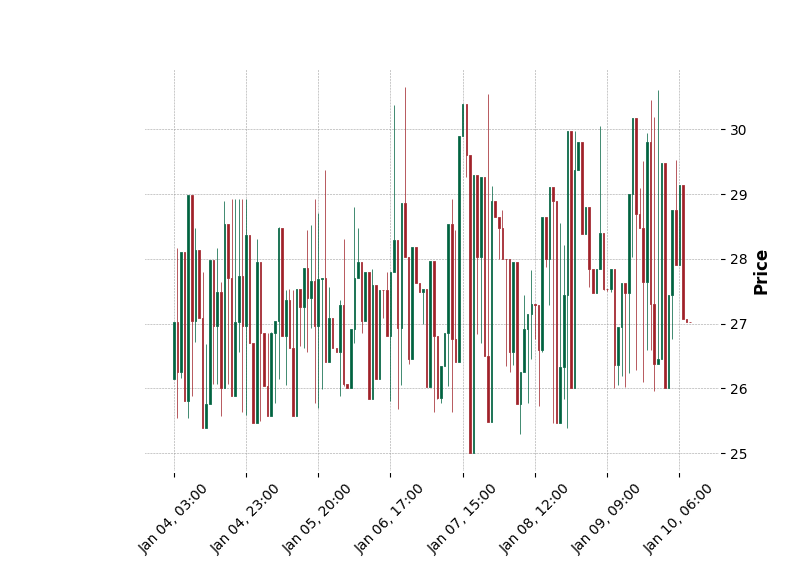 30
29
28
27
26
25
Price
Jan 04, 03:00
Jan 04, 23:00
Jan 05, 20:00
Jan 06, 17:00
Jan 07, 15:00
Jan 08, 12:00
Jan 09, 09:00
Jan 10, 06:00